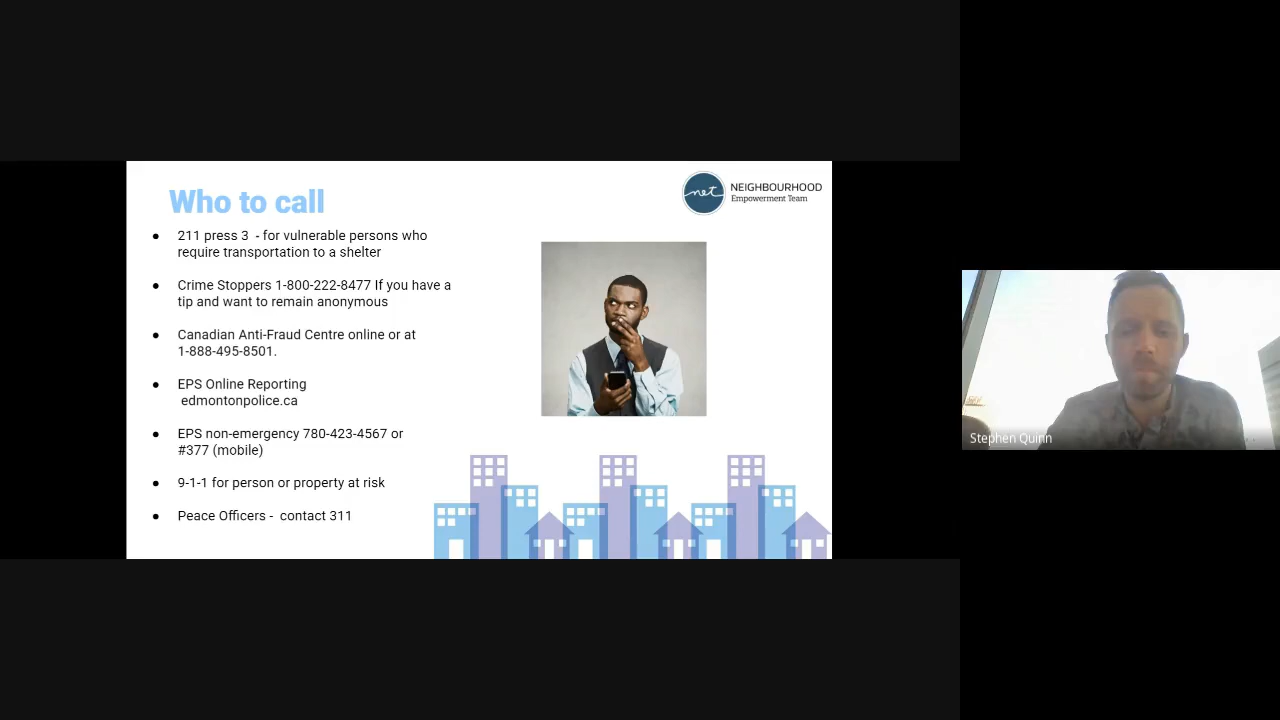 Who to call
net
NEIGHBOURHOOD
Empowerment Team
● 211 press 3  - for vulnerable persons who
require transportation to a shelter
● Crime Stoppers 1-800-222-8477 If you have a
tip and want to remain anonymous
● Canadian Anti-Fraud Centre online or at
1-888-495-8501.
● EPS Online Reporting
edmontonpolice.ca
● EPS non-emergency 780-423-4567 or
#377 (mobile)
● 9-1-1 for person or property at risk
● Peace Officers -  contact 311
Stephen Quinn